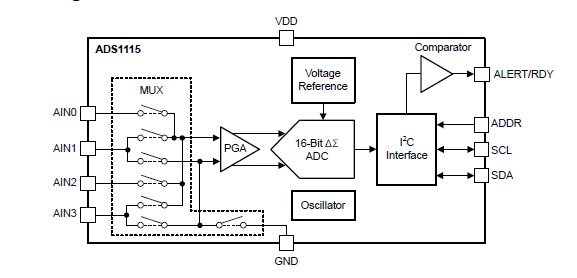 VDD
ADS1115
Comparator
MUX
Voltage
Reference
ALERT/RDY
AIN0
ADDR
AIN1
PGA
16-Bit ΔΣ
ADC
I²C
Interface
SCL
AIN2
SDA
AIN3
Oscillator
GND